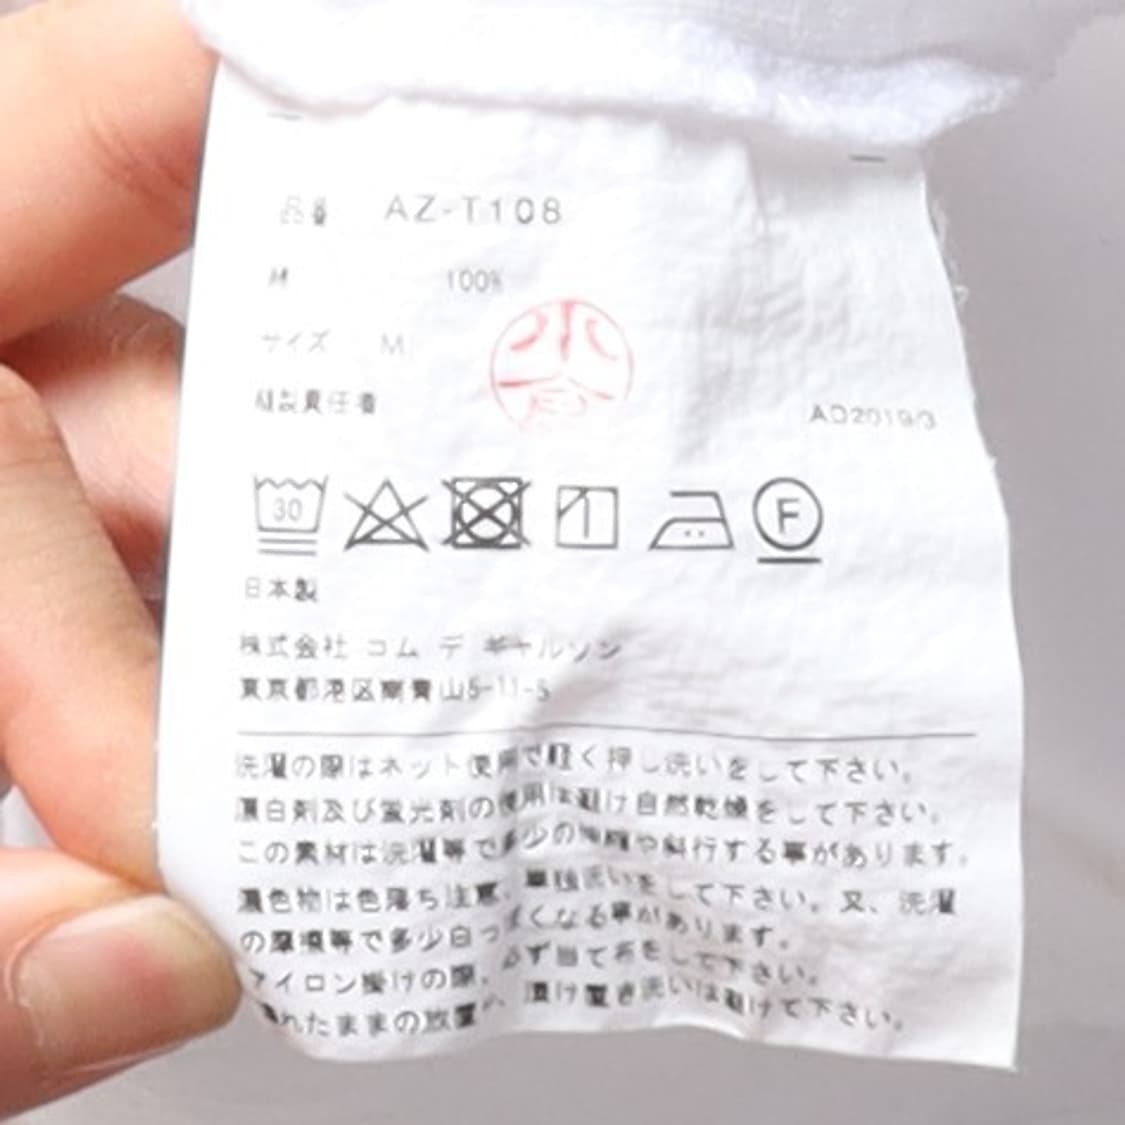 品番 AZ-T108
綿 100%
サイズ M
縫製責任者
AD2019/3
30
F
日本製
株式会社 コム デ ギャルソン
東京都港区南青山5-11-5
洗濯の際はネット使用で軽く押し洗いをして下さい。
漂白剤及び蛍光剤の使用は避け自然乾燥をして下さい。
この素材は洗濯等で多少の伸縮や斜行する事があります。
濃色物は色落ち注意、単独洗いをして下さい。又、洗濯
の摩擦等で多少白っぽくなる事があります。
アイロン掛けの際、必ず当て布をして下さい。
濡れたままの放置や、漬け置き洗いは避けて下さい。